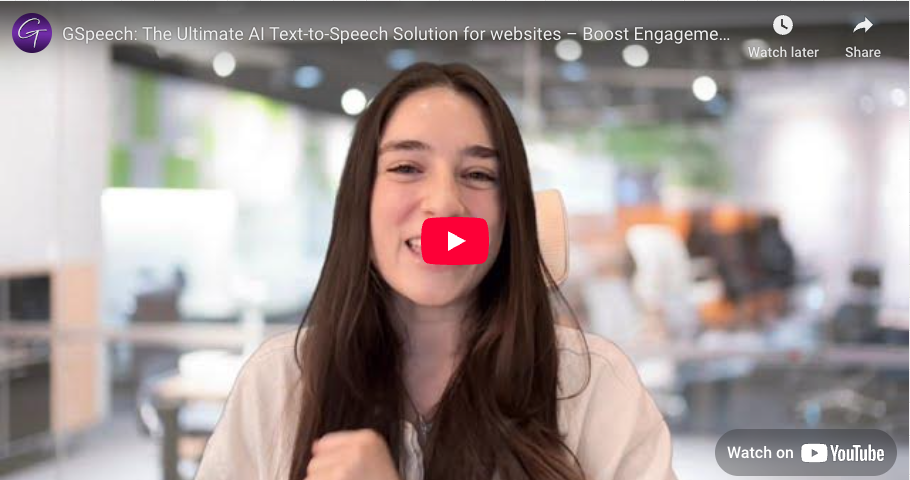 GSpeech: The Ultimate AI Text-to-Speech Solution for websites – Boost Engageme...
Watch later
Share
Watch on YouTube